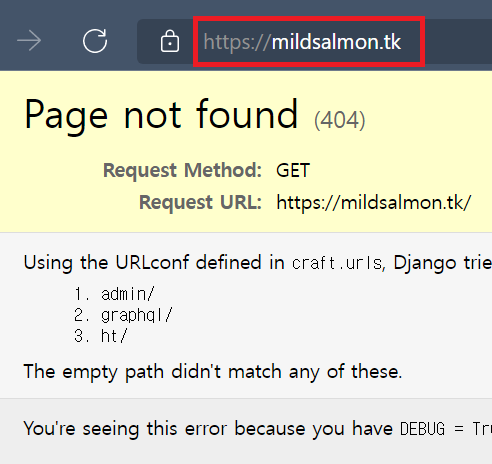 https://mildsalmon.tk
Page not found (404)
Request Method: GET
Request URL: https://mildsalmon.tk/
Using the URLconf defined in craft.urls, Django trie
1. admin/
2. graphql/
3. ht/
The empty path didn't match any of these.
You're seeing this error because you have DEBUG = Tru